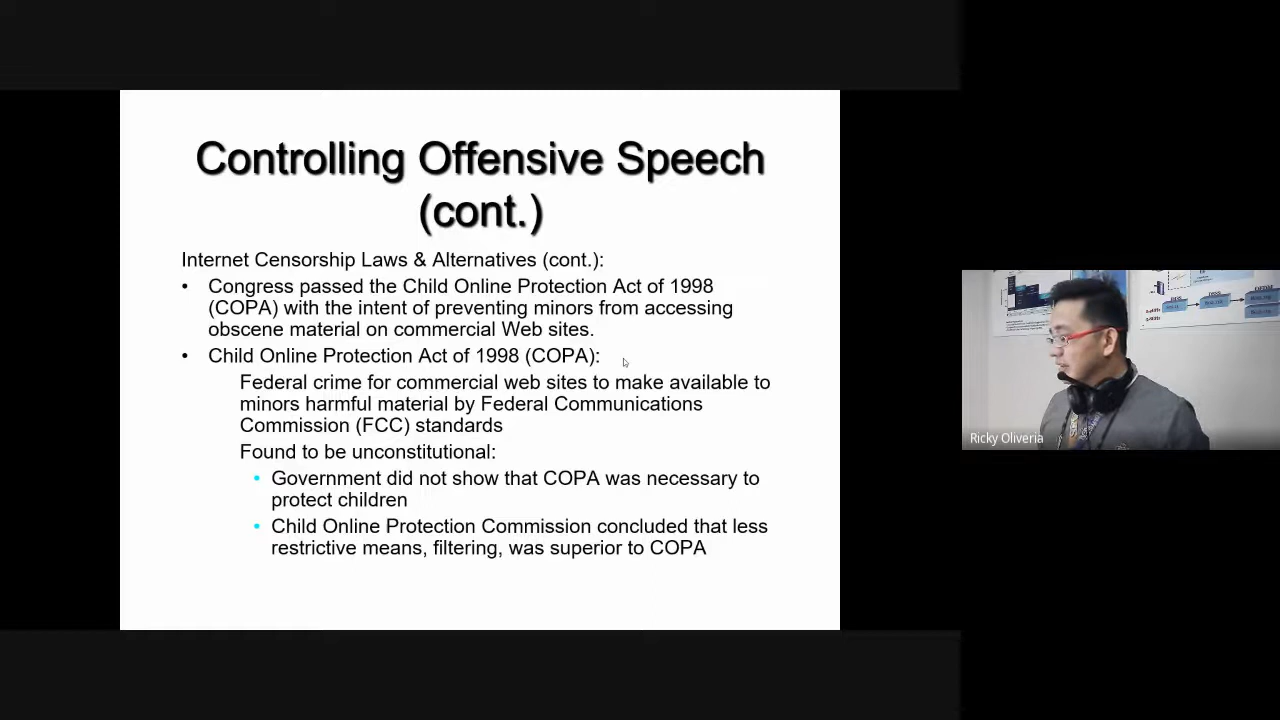 Controlling Offensive Speech
(cont.)
Internet Censorship Laws & Alternatives (cont.):
• Congress passed the Child Online Protection Act of 1998
(COPA) with the intent of preventing minors from accessing
obscene material on commercial Web sites.
• Child Online Protection Act of 1998 (COPA):
Federal crime for commercial web sites to make available to
minors harmful material by Federal Communications
Commission (FCC) standards
Found to be unconstitutional:
• Government did not show that COPA was necessary to
protect children
• Child Online Protection Commission concluded that less
restrictive means, filtering, was superior to COPA
Ricky Oliveria